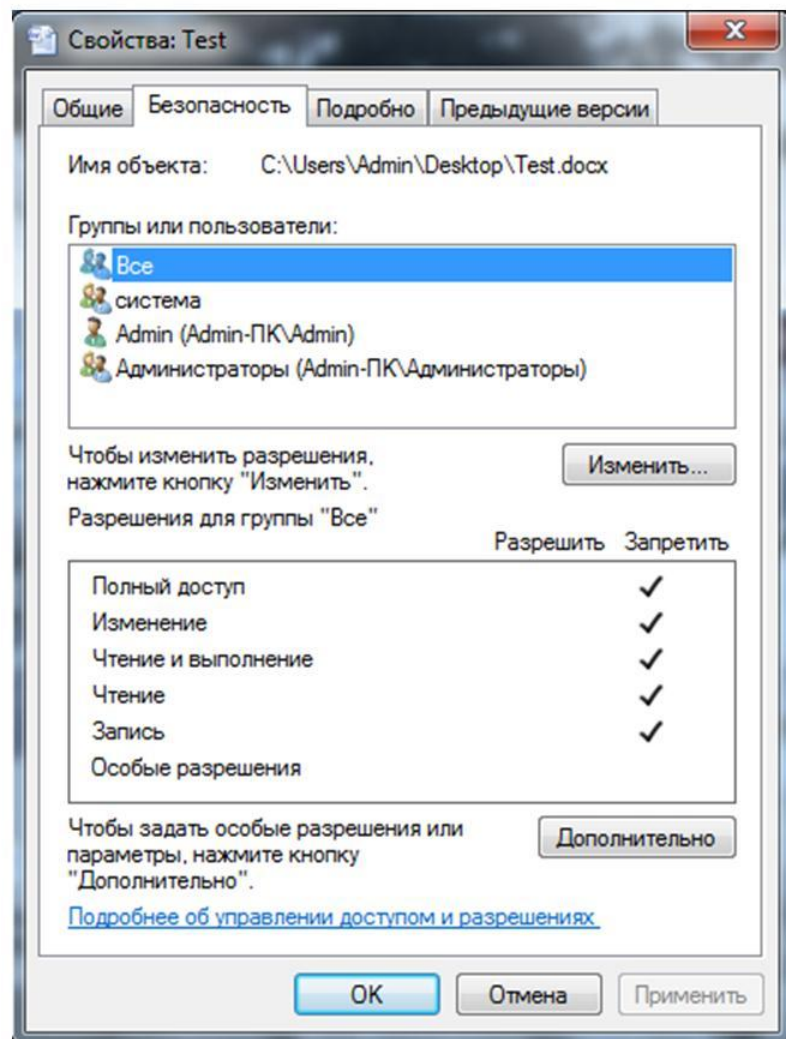 Свойства: Test
Общие Безопасность Подробно Предыдущие версии
Имя объекта: C:\Users\Admin\Desktop\Test.docx
Группы или пользователи:
Все
система
Admin (Admin-ПК\Admin)
Администраторы (Admin-ПК\Администраторы)
Чтобы изменить разрешения,
нажмите кнопку "Изменить".
Изменить...
Разрешения для группы "Все"
Разрешить Запретить
Полный доступ
Изменение
Чтение и выполнение
Чтение
Запись
Особые разрешения
Чтобы задать особые разрешения или
параметры, нажмите кнопку
"Дополнительно".
Дополнительно
Подробнее об управлении доступом и разрешениях
OK Отмена Применить